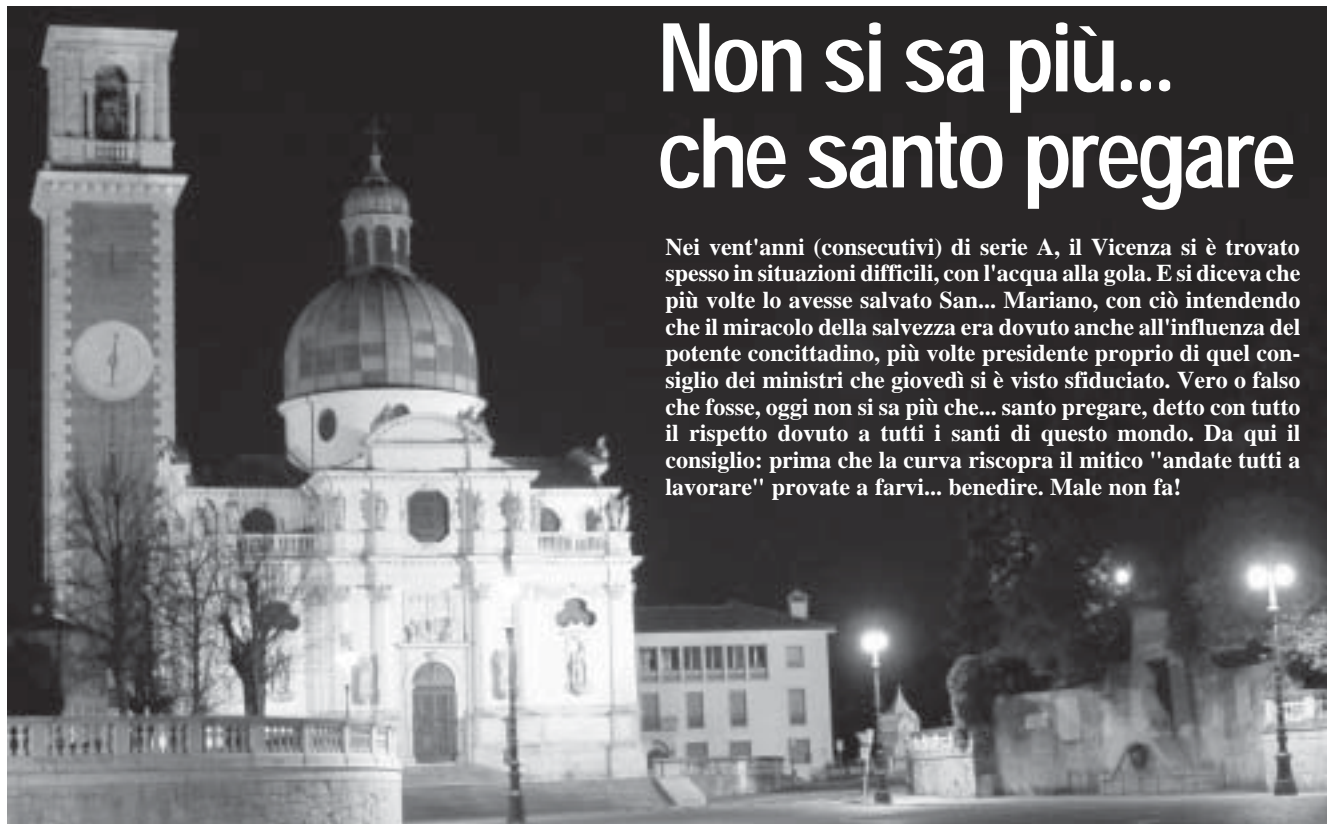 Non si sa più...
che santo pregare
Nei vent'anni (consecutivi) di serie A, il Vicenza si è trovato
spesso in situazioni difficili, con l'acqua alla gola. E si diceva che
più volte lo avesse salvato San... Mariano, con ciò intendendo
che il miracolo della salvezza era dovuto anche all'influenza del
potente concittadino, più volte presidente proprio di quel con-
siglio dei ministri che giovedì si è visto sfiduciato. Vero o falso
che fosse, oggi non si sa più che... santo pregare, detto con tutto
il rispetto dovuto a tutti i santi di questo mondo. Da qui il
consiglio: prima che la curva riscopra il mitico "andate tutti a
lavorare" provate a farvi... benedire. Male non fa!